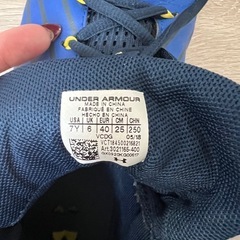 UNDER ARMOUR
MADE IN CHINA
FABRIQUÉ EN CHINE
HECHO EN CHINA
USA UK EUR CM CHN
7Y 6 40 25 250
VCDG 05/18
VCT184500216821
Art.3021165-400